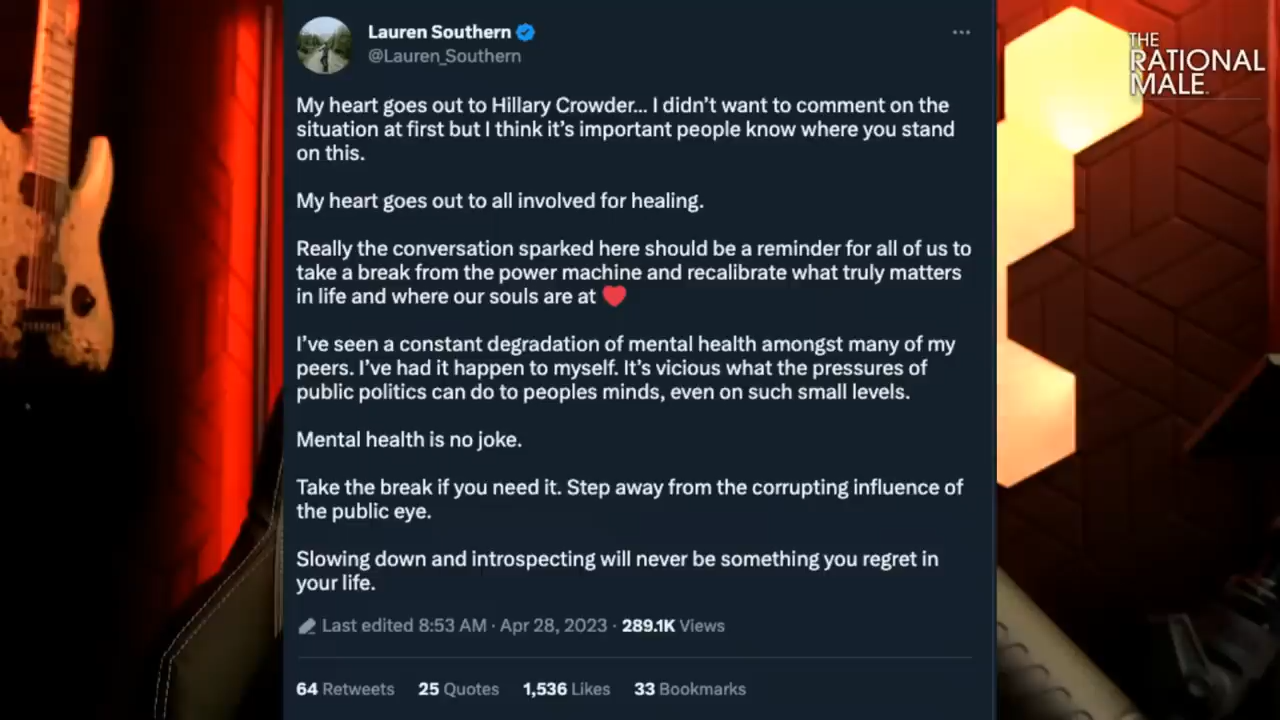 Lauren Southern
@Lauren_Southern
THE
RATIONAL
MALE
My heart goes out to Hillary Crowder... I didn't want to comment on the
situation at first but I think it's important people know where you stand
on this.
My heart goes out to all involved for healing.
Really the conversation sparked here should be a reminder for all of us to
take a break from the power machine and recalibrate what truly matters
in life and where our souls are at ❤️
I've seen a constant degradation of mental health amongst many of my
peers. I've had it happen to myself. It's vicious what the pressures of
public politics can do to peoples minds, even on such small levels.
Mental health is no joke.
Take the break if you need it. Step away from the corrupting influence of
the public eye.
Slowing down and introspecting will never be something you regret in
your life.
Last edited 8:53 AM · Apr 28, 2023 · 289.1K Views
64 Retweets 25 Quotes 1,536 Likes 33 Bookmarks